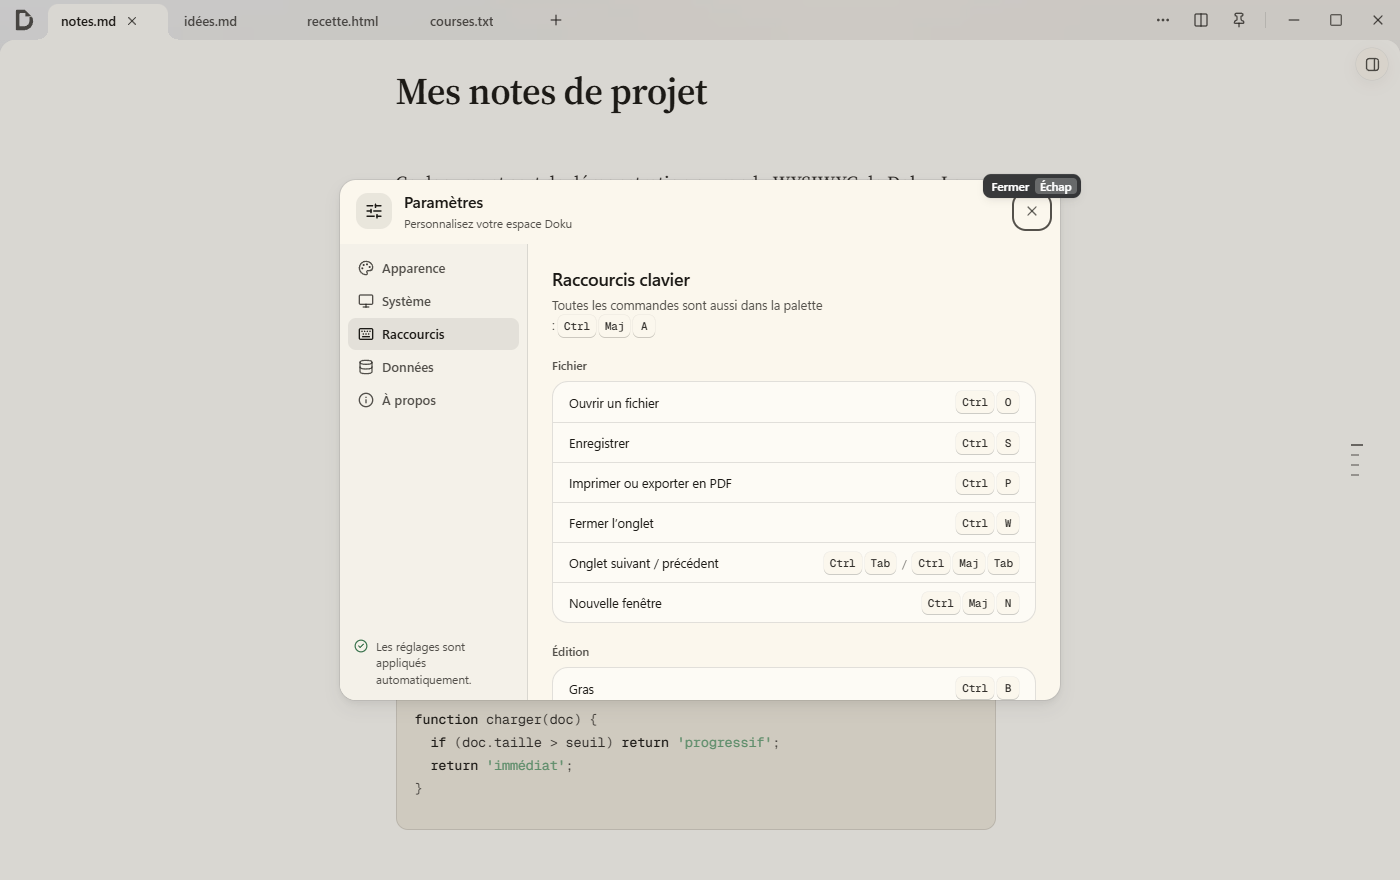 notes.md
idées.md
recette.html
courses.txt
Mes notes de projet
Fermer Échap
Paramètres
Personnalisez votre espace Doku
Apparence
Système
Raccourcis
Données
À propos
Les réglages sont
appliqués
automatiquement.
Raccourcis clavier
Toutes les commandes sont aussi dans la palette
: Ctrl Maj A
Fichier
Ouvrir un fichier Ctrl O
Enregistrer Ctrl S
Imprimer ou exporter en PDF Ctrl P
Fermer l'onglet Ctrl W
Onglet suivant / précédent Ctrl Tab / Ctrl Maj Tab
Nouvelle fenêtre Ctrl Maj N
Édition
Gras Ctrl B
function charger(doc) {
if (doc.taille > seuil) return 'progressif';
return 'immédiat';
}